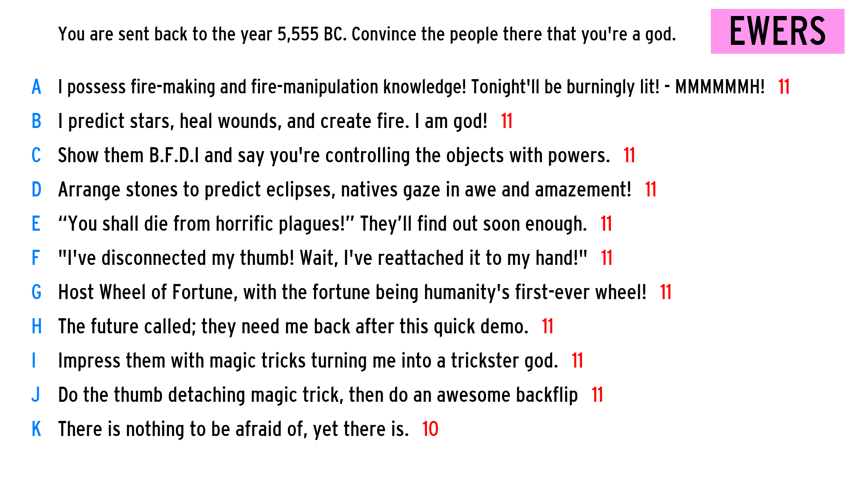 You are sent back to the year 5,555 BC. Convince the people there that you're a god.
EWERS
A I possess fire-making and fire-manipulation knowledge! Tonight'll be burningly lit! - MMMMMMH! 11
B I predict stars, heal wounds, and create fire. I am god! 11
C Show them B.F.D.I and say you're controlling the objects with powers. 11
D Arrange stones to predict eclipses, natives gaze in awe and amazement! 11
E “You shall die from horrific plagues!” They’ll find out soon enough. 11
F "I've disconnected my thumb! Wait, I've reattached it to my hand!" 11
G Host Wheel of Fortune, with the fortune being humanity's first-ever wheel! 11
H The future called; they need me back after this quick demo. 11
I Impress them with magic tricks turning me into a trickster god. 11
J Do the thumb detaching magic trick, then do an awesome backflip 11
K There is nothing to be afraid of, yet there is. 10